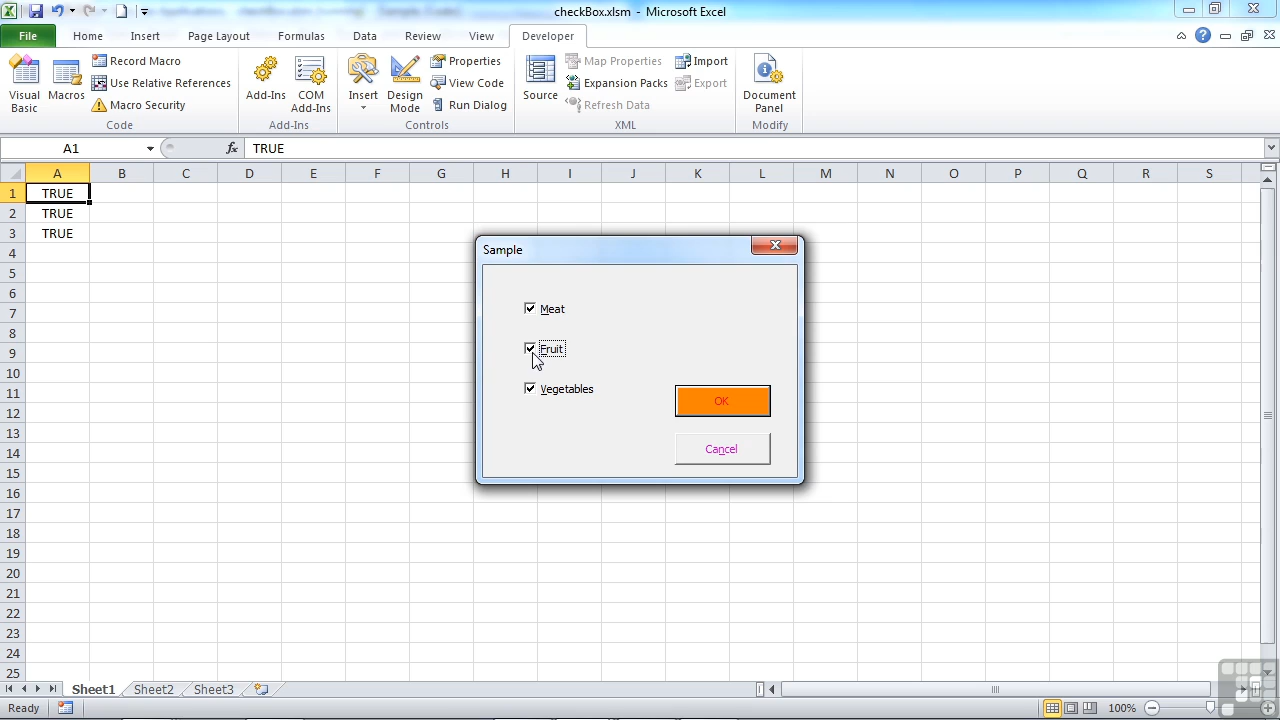 checkBox.xlsm - Microsoft Excel
File Home Insert Page Layout Formulas Data Review View Developer
Visual Basic
Macros
Record Macro
Use Relative References
Macro Security
Code
Add-Ins
COM Add-Ins
Add-Ins
Insert
Design Mode
Properties
View Code
Run Dialog
Controls
Source
Map Properties
Expansion Packs
Refresh Data
Import
Export
XML
Document Panel
Modify
A1 fx TRUE
A B C D E F G H I J K L M N O P Q R S
1 TRUE
2 TRUE
3 TRUE
4
5
6
7
8
9
10
11
12
13
14
15
16
17
18
19
20
21
22
23
24
25
Sample
Meat
Fruit
Vegetables
OK
Cancel
Sheet1 Sheet2 Sheet3
Ready 100%